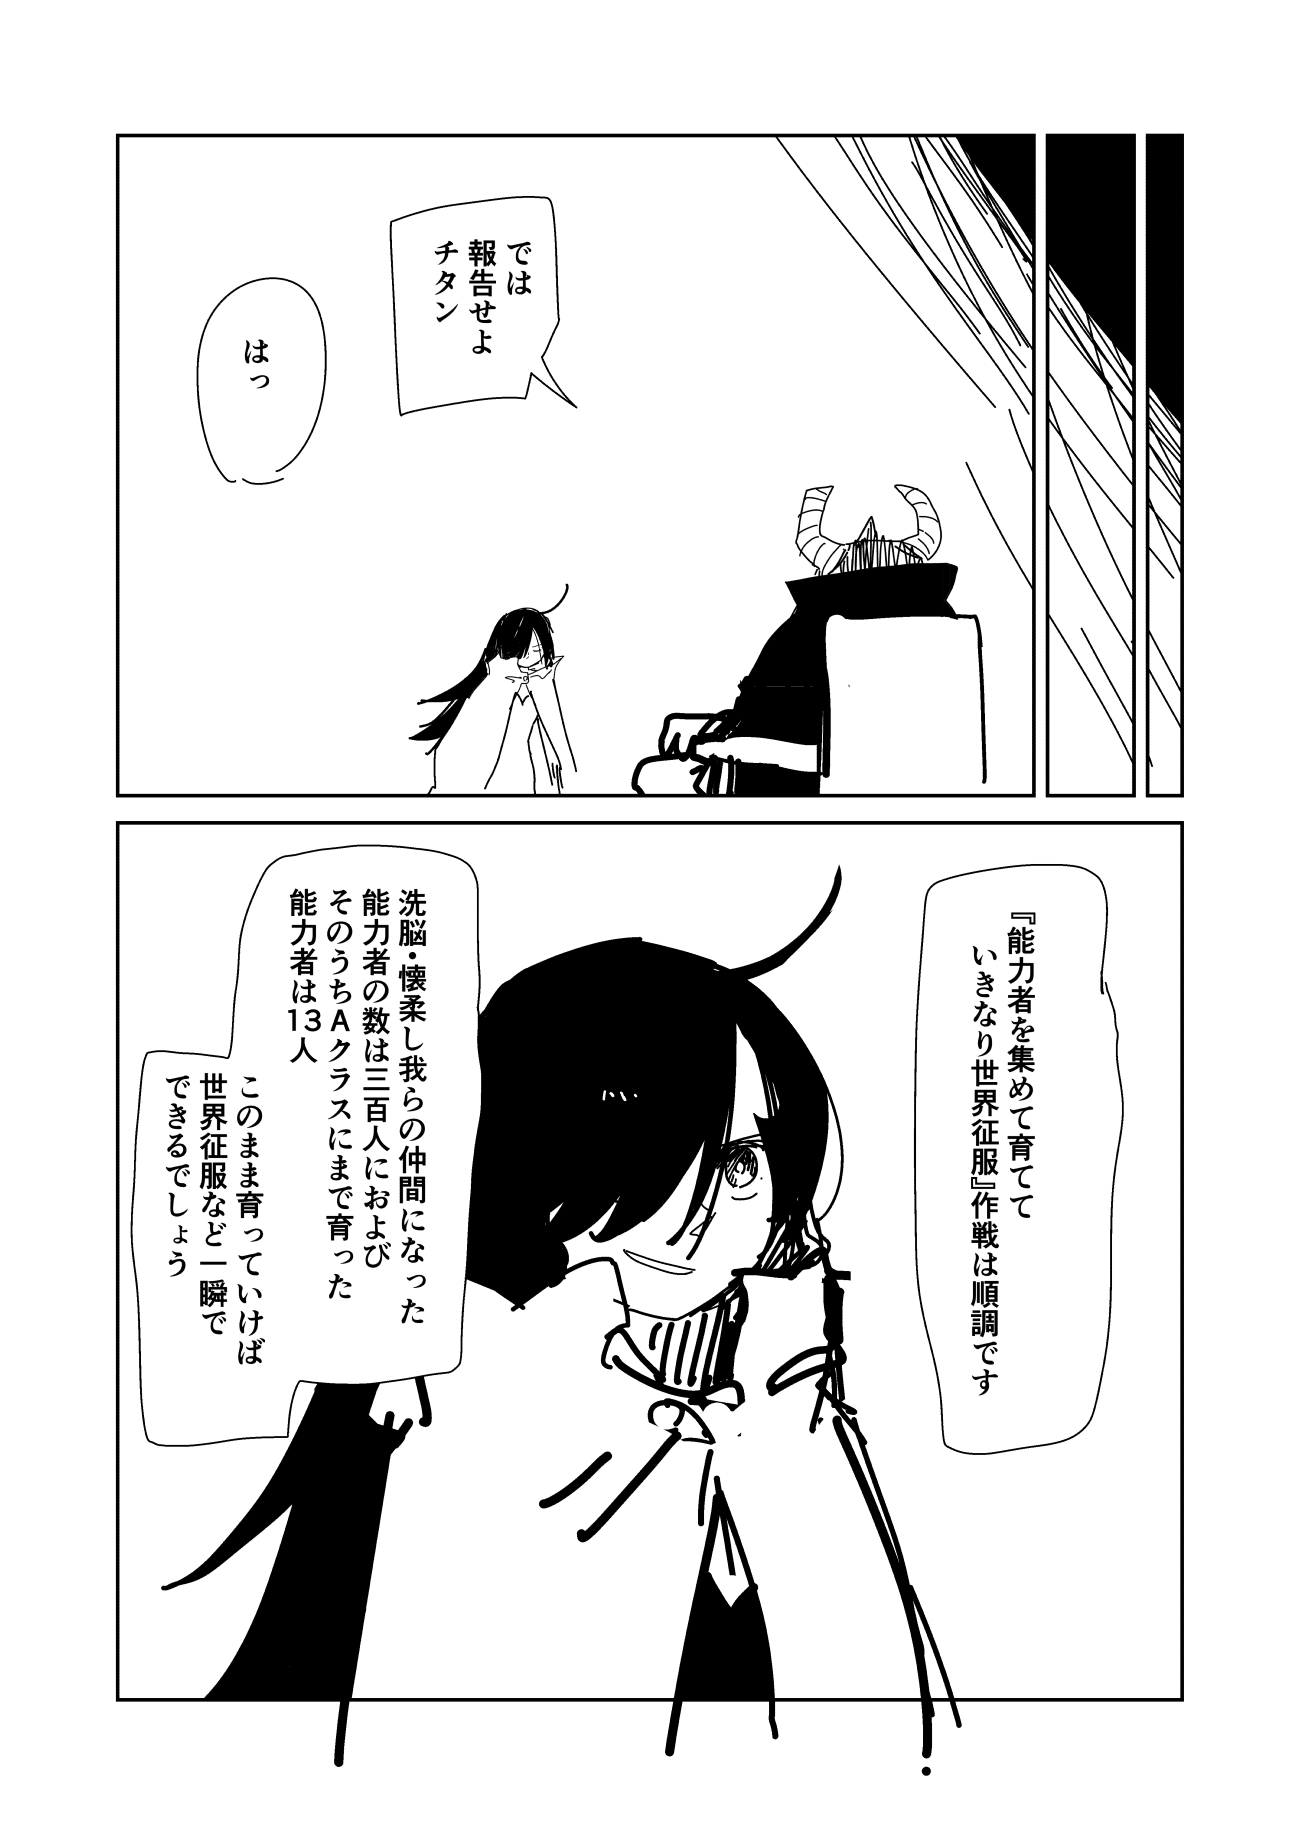 では
報告せよ
チタン
はっ
『能力者を集めて育てて
いきなり世界征服』作戦は順調です
洗脳・懐柔し我らの仲間になった
能力者の数は三百人におよび
そのうちAクラスにまで育った
能力者は13人
このまま育っていけば
世界征服など一瞬で
できるでしょう